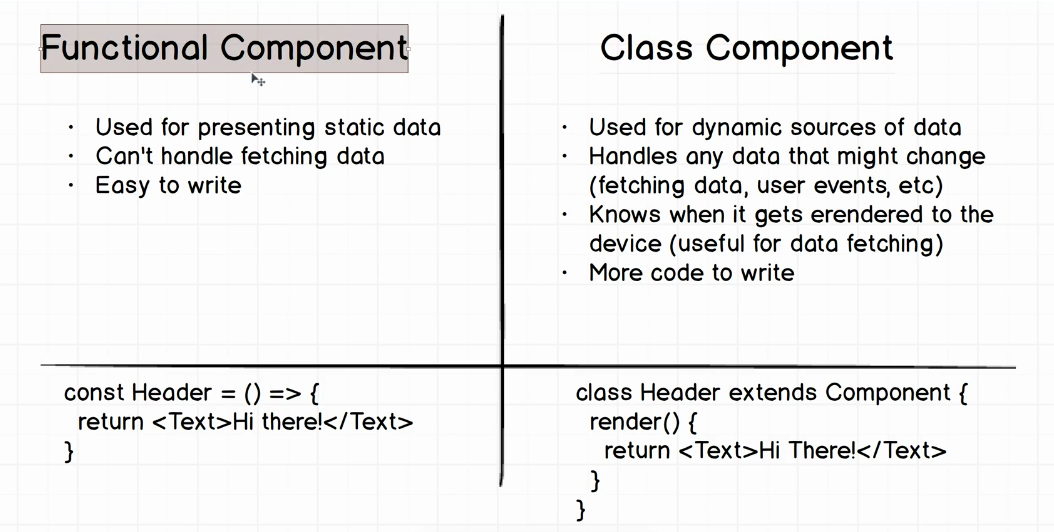 Functional Component
· Used for presenting static data
· Can't handle fetching data
· Easy to write
const Header = () => {
return <Text>Hi there!</Text>
}
Class Component
· Used for dynamic sources of data
· Handles any data that might change
(fetching data, user events, etc)
· Knows when it gets erendered to the
device (useful for data fetching)
· More code to write
class Header extends Component {
render() {
return <Text>Hi There!</Text>
}
}